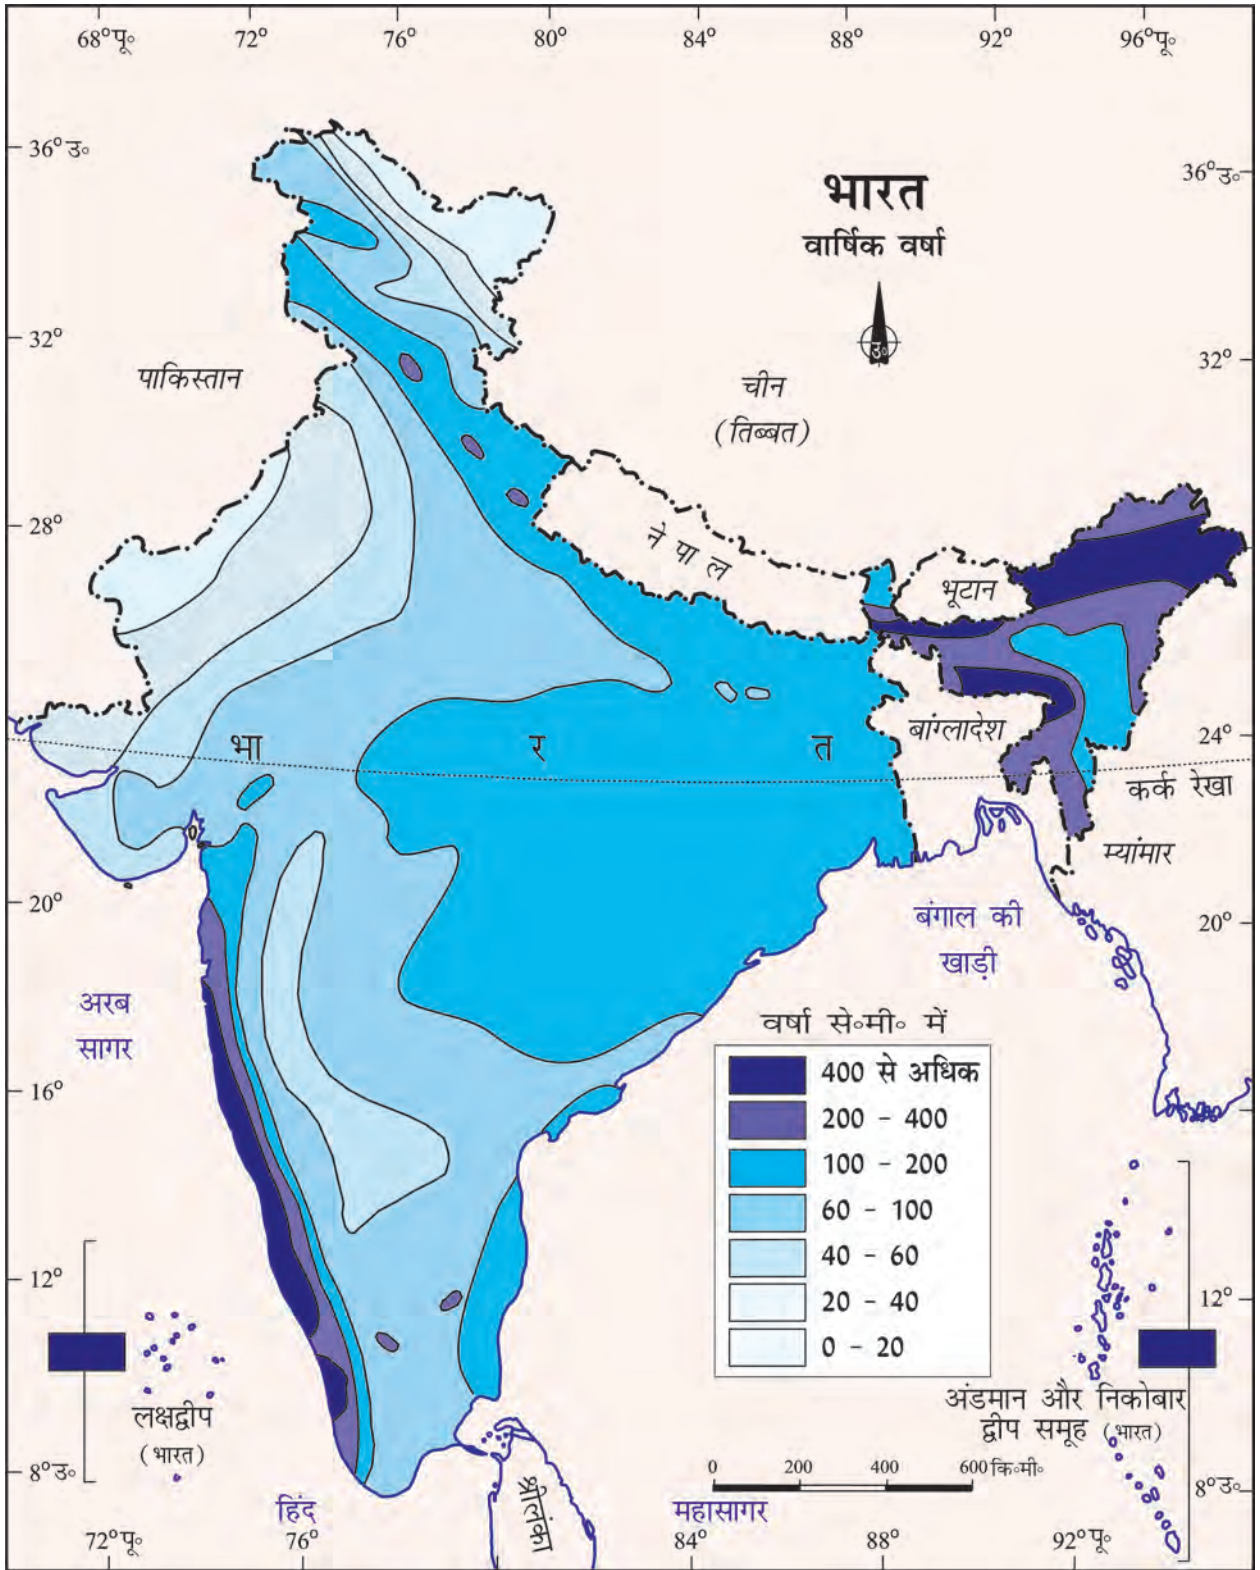 68°पू॰ 72° 76° 80° 84° 88° 92° 96°पू॰
36°उ॰
36°उ॰
भारत
वार्षिक वर्षा
उ॰
32°
32°
पाकिस्तान
चीन
(तिब्बत)
28°
नेपाल
भूटान
बांग्लादेश
भा र त
24°
कर्क रेखा
म्यांमार
20°
20°
बंगाल की
खाड़ी
अरब
सागर
वर्षा से॰मी॰ में
400 से अधिक
200 - 400
100 - 200
60 - 100
40 - 60
20 - 40
0 - 20
16°
12°
12°
लक्षद्वीप
(भारत)
अंडमान और निकोबार
द्वीप समूह (भारत)
0 200 400 600 कि॰मी॰
8°उ॰
8°उ॰
श्रीलंका
हिंद महासागर
72°पू॰ 76° 84° 88° 92°पू॰